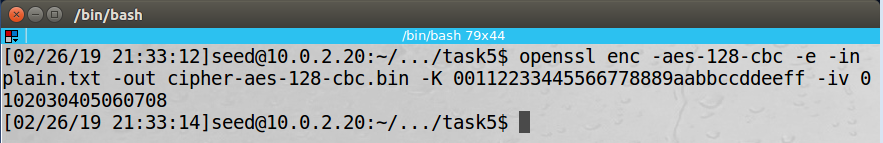 /bin/bash
/bin/bash 79x44
[02/26/19 21:33:12]seed@10.0.2.20:~/.../task5$ openssl enc -aes-128-cbc -e -in
plain.txt -out cipher-aes-128-cbc.bin -K 00112233445566778889aabbccddeeff -iv 0
102030405060708
[02/26/19 21:33:14]seed@10.0.2.20:~/.../task5$